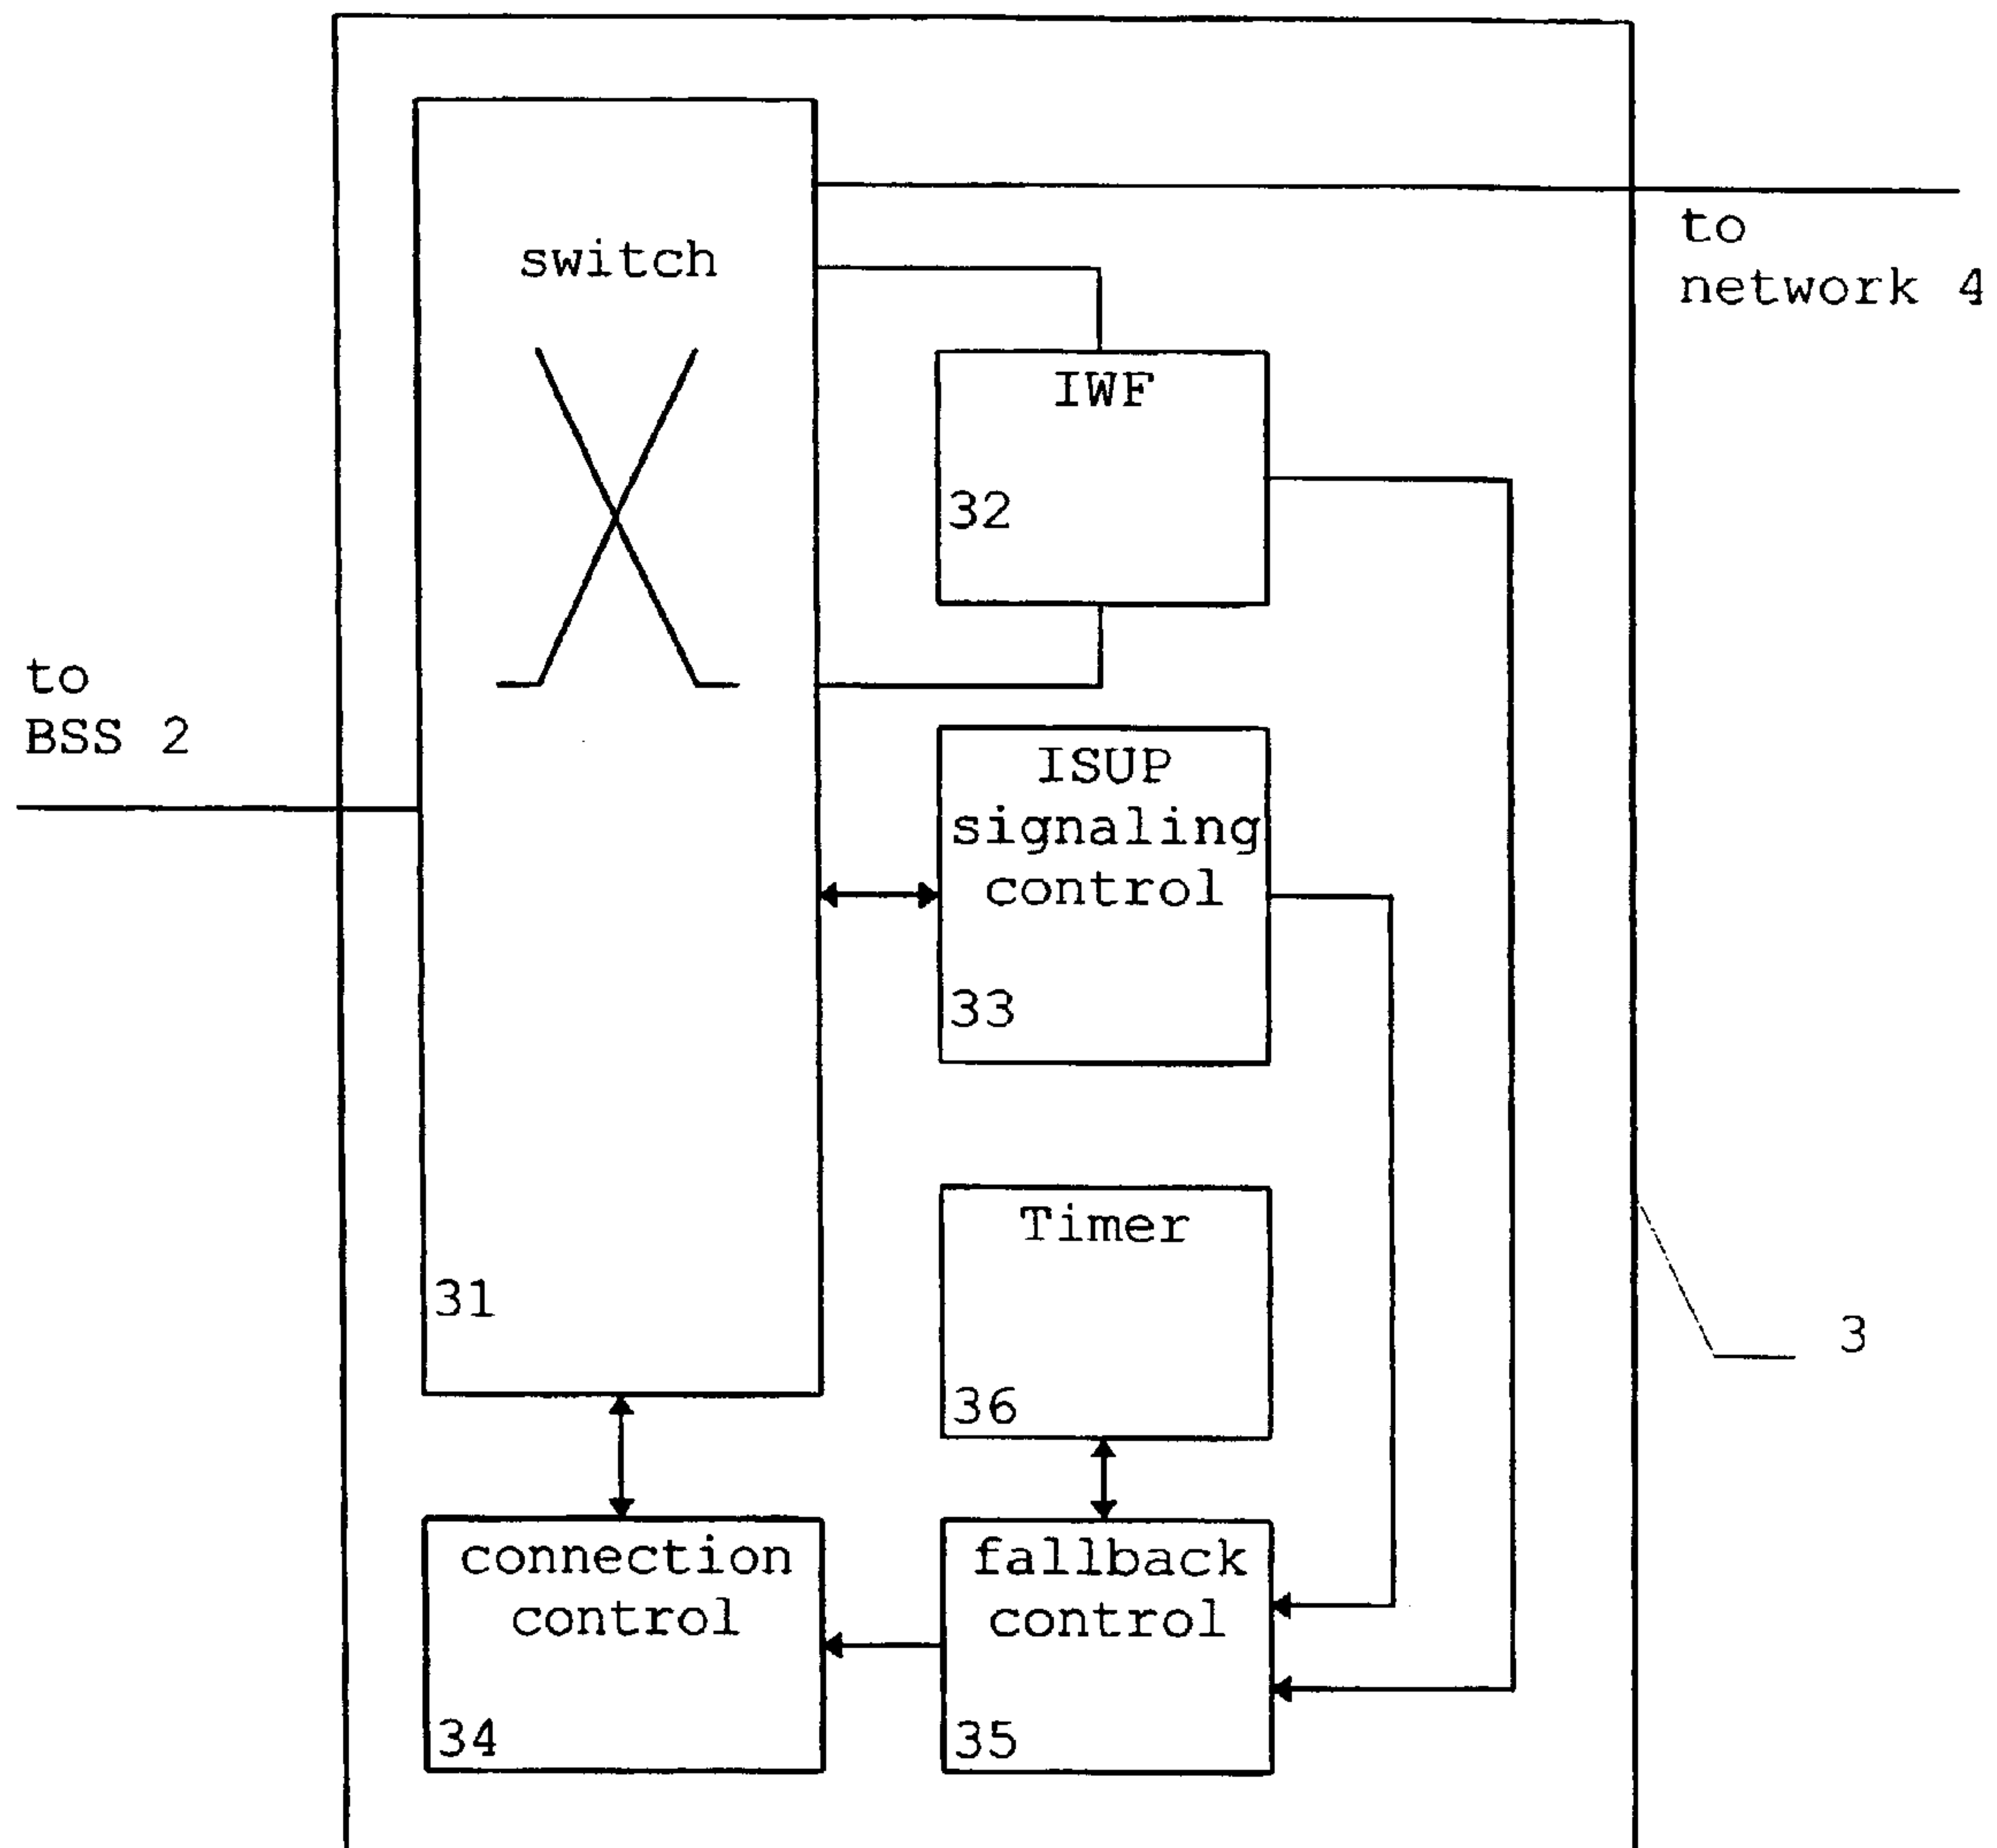 to
network 4
switch
IWF
32
to
BSS 2
ISUP
signaling
control
33
Timer
31
3
36
connection
control
34
fallback
control
35